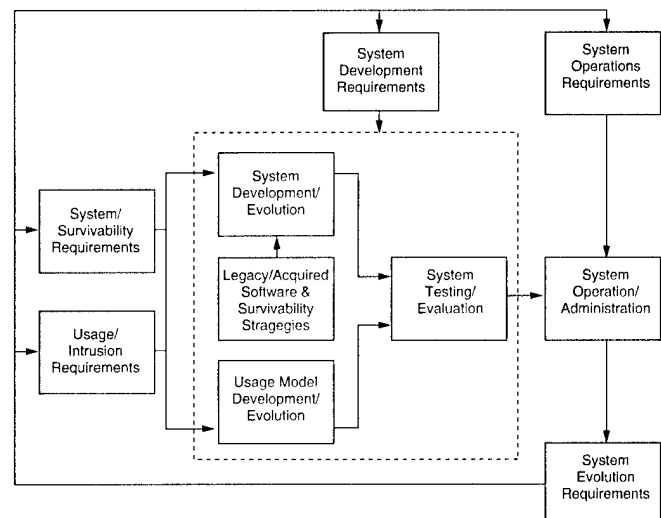 System
Development
Requirements
System
Operations
Requirements
System
Development/
Evolution
System/
Survivability
Requirements
Legacy/Acquired
Software &
Survivability
Stragegies
System
Testing/
Evaluation
System
Operation/
Administration
Usage/
Intrusion
Requirements
Usage Model
Development/
Evolution
System
Evolution
Requirements